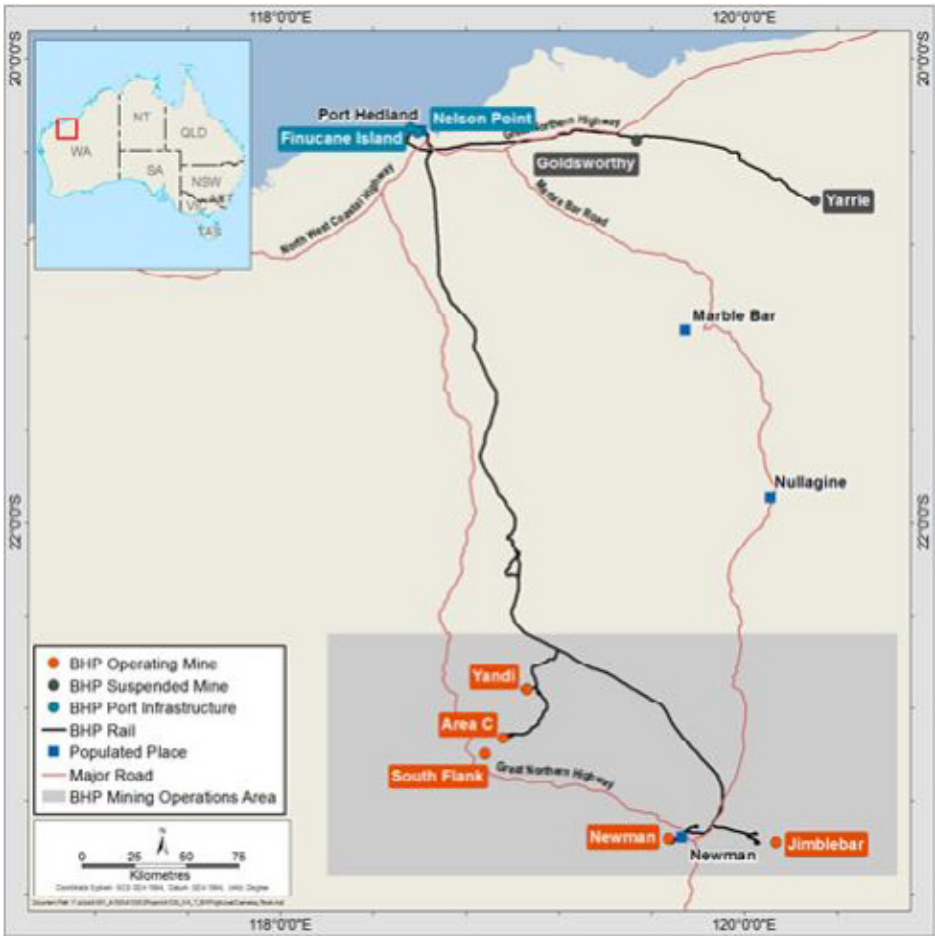 118°0'0"E 120°0'0"E
20°0'0"S
20°0'0"S
NT
QLD
WA
SA
NSW
TAS
Port Hedland
Nelson Point
Finucane Island
Great Northern Highway
Goldsworthy
Yarrie
North West Coastal Highway
Marble Bar Road
Marble Bar
Nullagine
22°0'0"S
22°0'0"S
Yandi
Area C
South Flank
Great Northern Highway
Newman
Newman
Jimblebar
BHP Operating Mine
BHP Suspended Mine
BHP Port Infrastructure
BHP Rail
Populated Place
Major Road
BHP Mining Operations Area
N
0 25 50 75
Kilometres
118°0'0"E 120°0'0"E